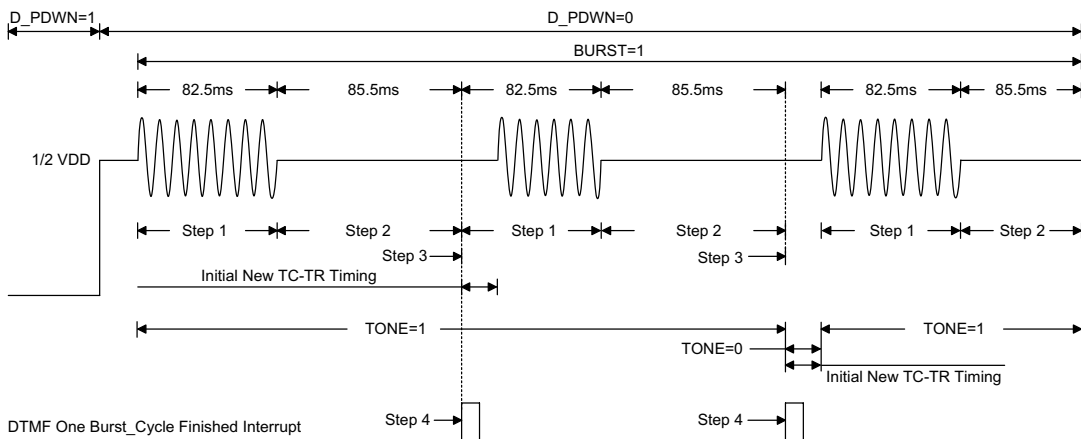 D_PDWN=1 D_PDWN=0
BURST=1
82.5ms 85.5ms 82.5ms 85.5ms 82.5ms 85.5ms
1/2 VDD
Step 1 Step 2 Step 1 Step 2 Step 1 Step 2
Step 3 Step 3
Initial New TC-TR Timing
TONE=1 TONE=1
TONE=0
Initial New TC-TR Timing
Step 4 Step 4
DTMF One Burst_Cycle Finished Interrupt